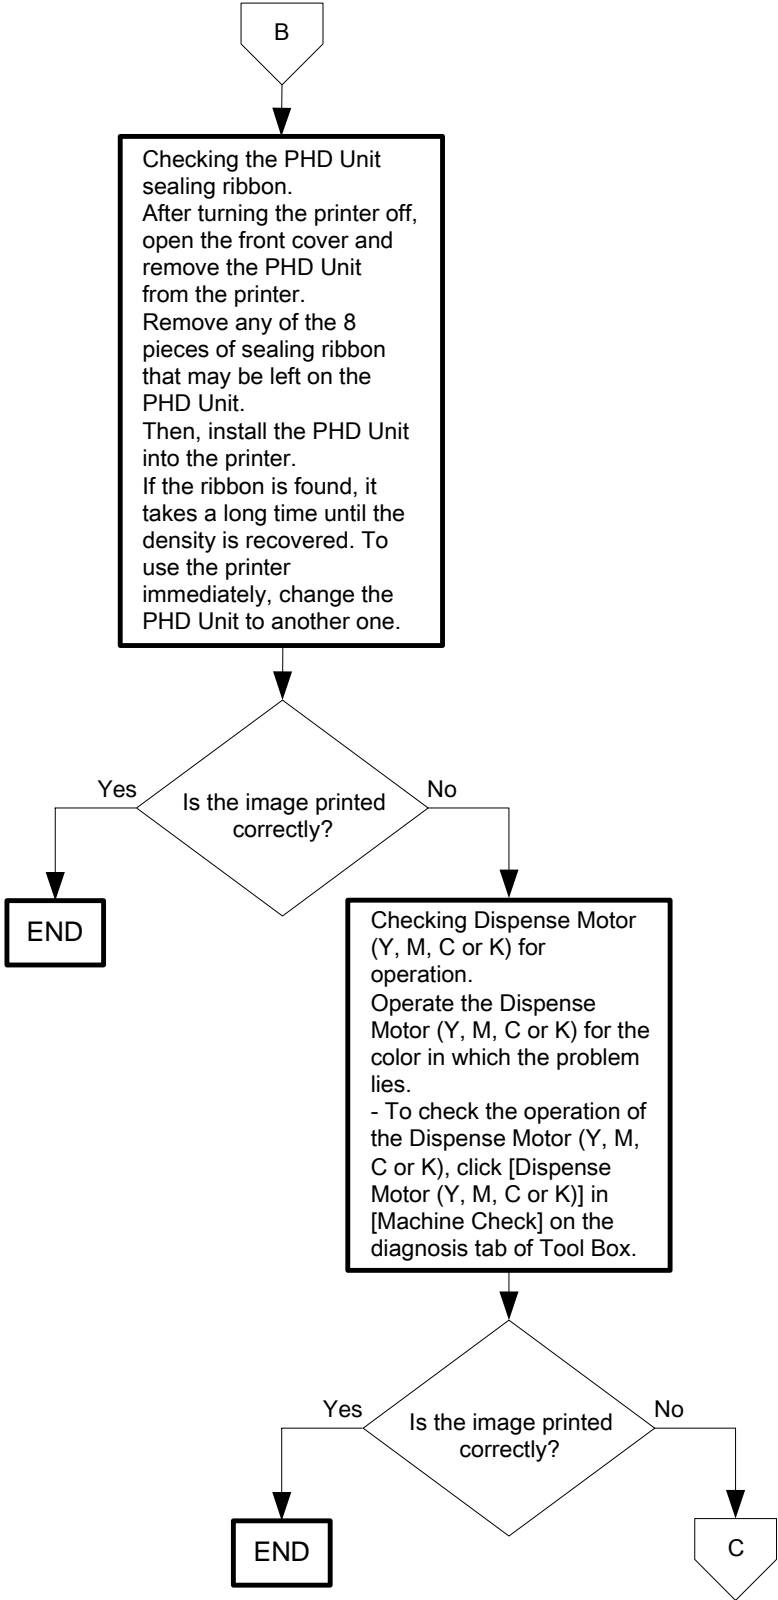 B
Checking the PHD Unit
sealing ribbon.
After turning the printer off,
open the front cover and
remove the PHD Unit
from the printer.
Remove any of the 8
pieces of sealing ribbon
that may be left on the
PHD Unit.
Then, install the PHD Unit
into the printer.
If the ribbon is found, it
takes a long time until the
density is recovered. To
use the printer
immediately, change the
PHD Unit to another one.
Yes
No
Is the image printed
correctly?
END
Checking Dispense Motor
(Y, M, C or K) for
operation.
Operate the Dispense
Motor (Y, M, C or K) for the
color in which the problem
lies.
- To check the operation of
the Dispense Motor (Y, M,
C or K), click [Dispense
Motor (Y, M, C or K)] in
[Machine Check] on the
diagnosis tab of Tool Box.
Yes
No
Is the image printed
correctly?
END
C